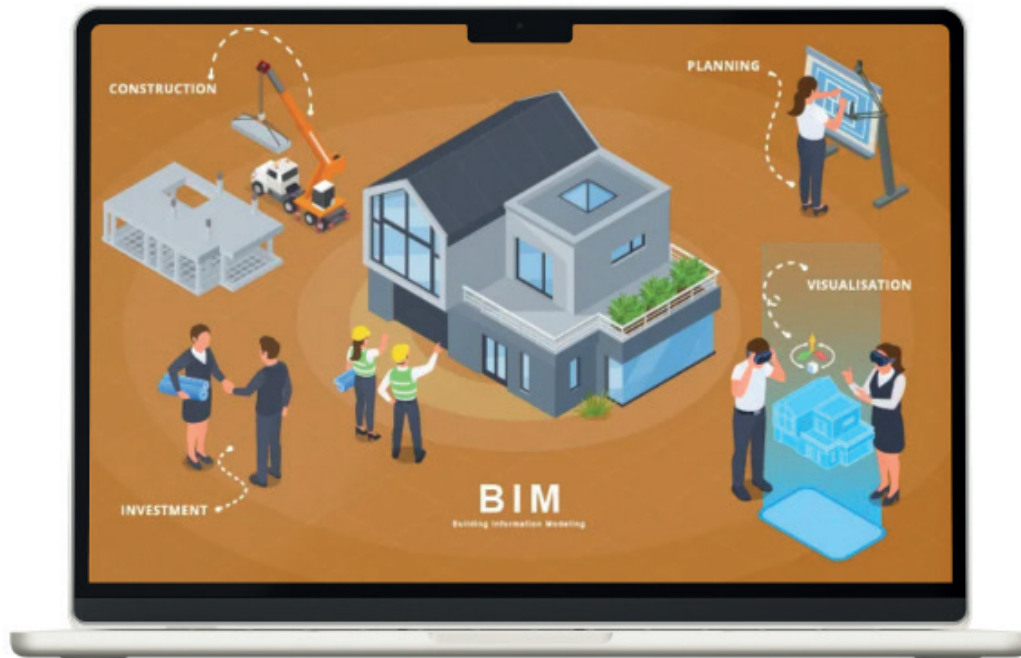 CONSTRUCTION
PLANNING
VISUALISATION
INVESTMENT
BIM
Building Information Modeling